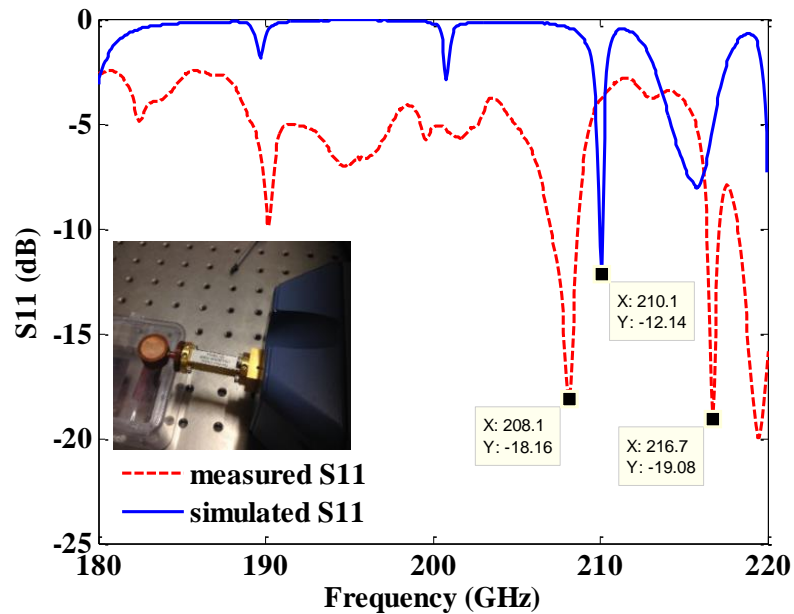 0
-5
-10
-15
-20
-25
S11 (dB)
X: 210.1
Y: -12.14
X: 208.1
Y: -18.16
X: 216.7
Y: -19.08
measured S11
simulated S11
180
190
200
210
220
Frequency (GHz)